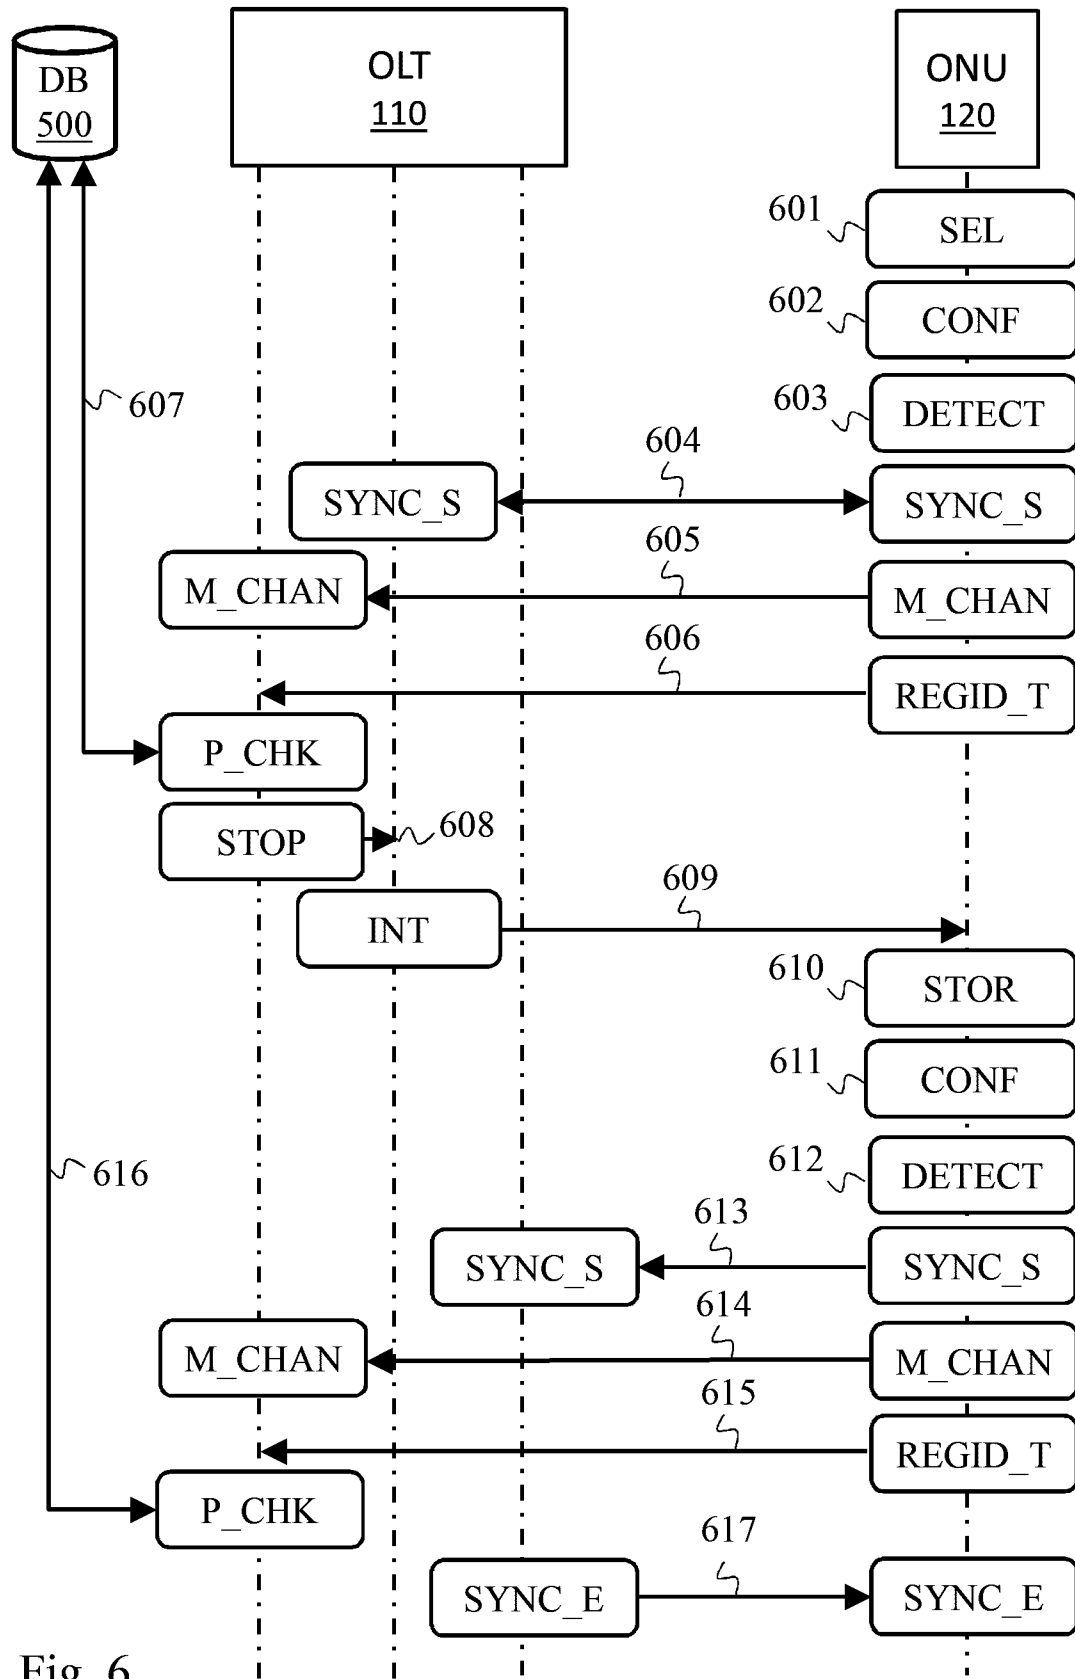 DB
500
OLT
110
ONU
120
601
SEL
602
CONF
603
DETECT
607
604
SYNC_S
SYNC_S
605
M_CHAN
M_CHAN
606
REGID_T
P_CHK
STOP
608
INT
609
610
STOR
611
CONF
612
DETECT
616
613
SYNC_S
SYNC_S
614
M_CHAN
M_CHAN
615
REGID_T
P_CHK
617
SYNC_E
SYNC_E
Fig. 6